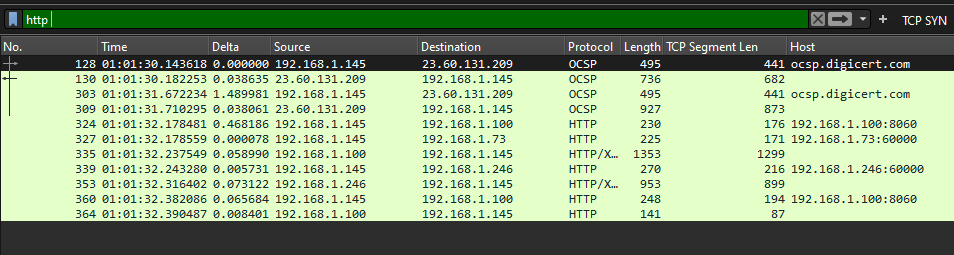 http
TCP SYN
No. Time Delta Source Destination Protocol Length TCP Segment Len Host
128 01:01:30.143618 0.000000 192.168.1.145 23.60.131.209 OCSP 495 441 ocsp.digicert.com
130 01:01:30.182253 0.038635 23.60.131.209 192.168.1.145 OCSP 736 682
303 01:01:31.672234 1.489981 192.168.1.145 23.60.131.209 OCSP 495 441 ocsp.digicert.com
309 01:01:31.710295 0.038061 23.60.131.209 192.168.1.145 OCSP 927 873
324 01:01:32.178481 0.468186 192.168.1.145 192.168.1.100 HTTP 230 176 192.168.1.100:8060
327 01:01:32.178559 0.000078 192.168.1.145 192.168.1.73 HTTP 225 171 192.168.1.73:60000
335 01:01:32.237549 0.058990 192.168.1.100 192.168.1.145 HTTP/X… 1353 1299
339 01:01:32.243280 0.005731 192.168.1.145 192.168.1.246 HTTP 270 216 192.168.1.246:60000
353 01:01:32.316402 0.073122 192.168.1.246 192.168.1.145 HTTP/X… 953 899
360 01:01:32.382086 0.065684 192.168.1.145 192.168.1.100 HTTP 248 194 192.168.1.100:8060
364 01:01:32.390487 0.008401 192.168.1.100 192.168.1.145 HTTP 141 87